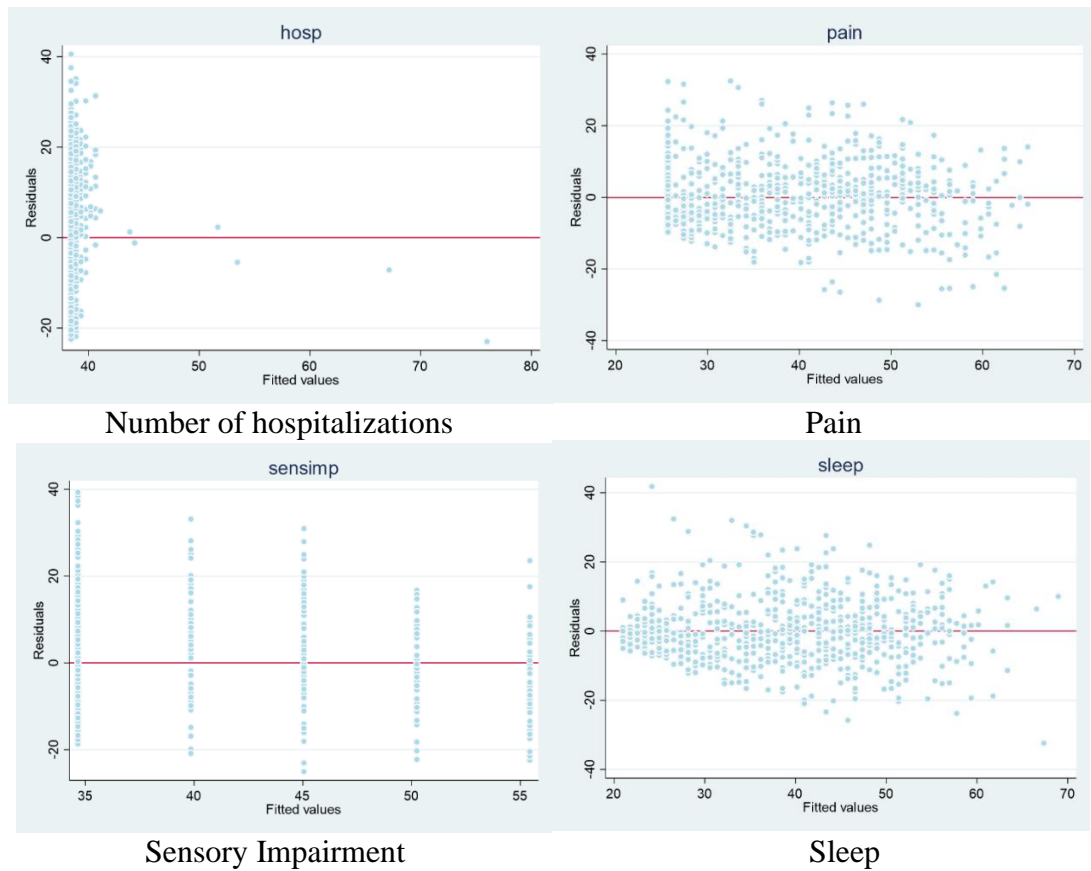 hosp
Residuals
40
20
0
-20
40
50
60
70
80
Fitted values
Number of hospitalizations
pain
Residuals
40
20
0
-20
-40
20
30
40
50
60
70
Fitted values
Pain
sensimp
Residuals
40
20
0
-20
35
40
45
50
55
Fitted values
Sensory Impairment
sleep
Residuals
40
20
0
-20
-40
20
30
40
50
60
70
Fitted values
Sleep